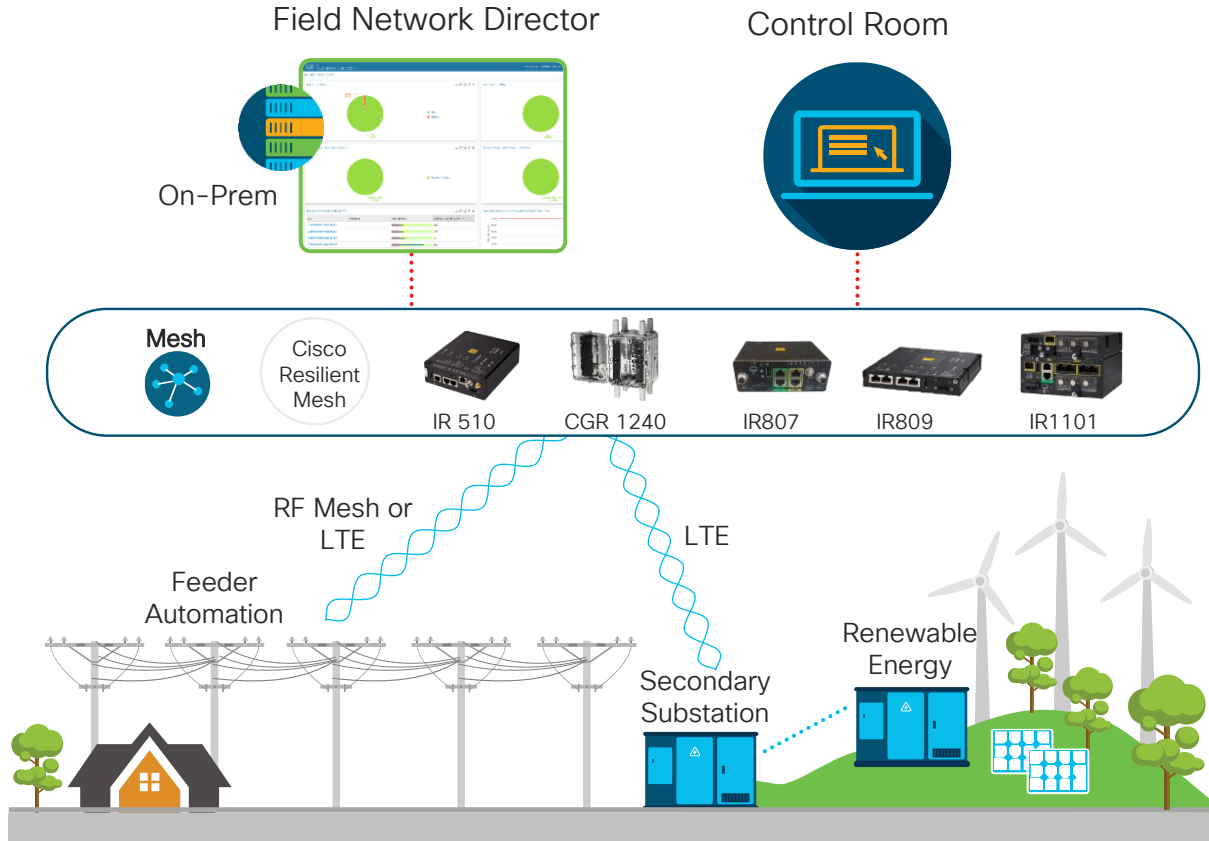 Field Network Director
Control Room
On-Prem
Mesh
Cisco
Resilient
Mesh
IR 510
CGR 1240
IR807
IR809
IR1101
RF Mesh or
LTE
LTE
Feeder
Automation
Renewable
Energy
Secondary
Substation